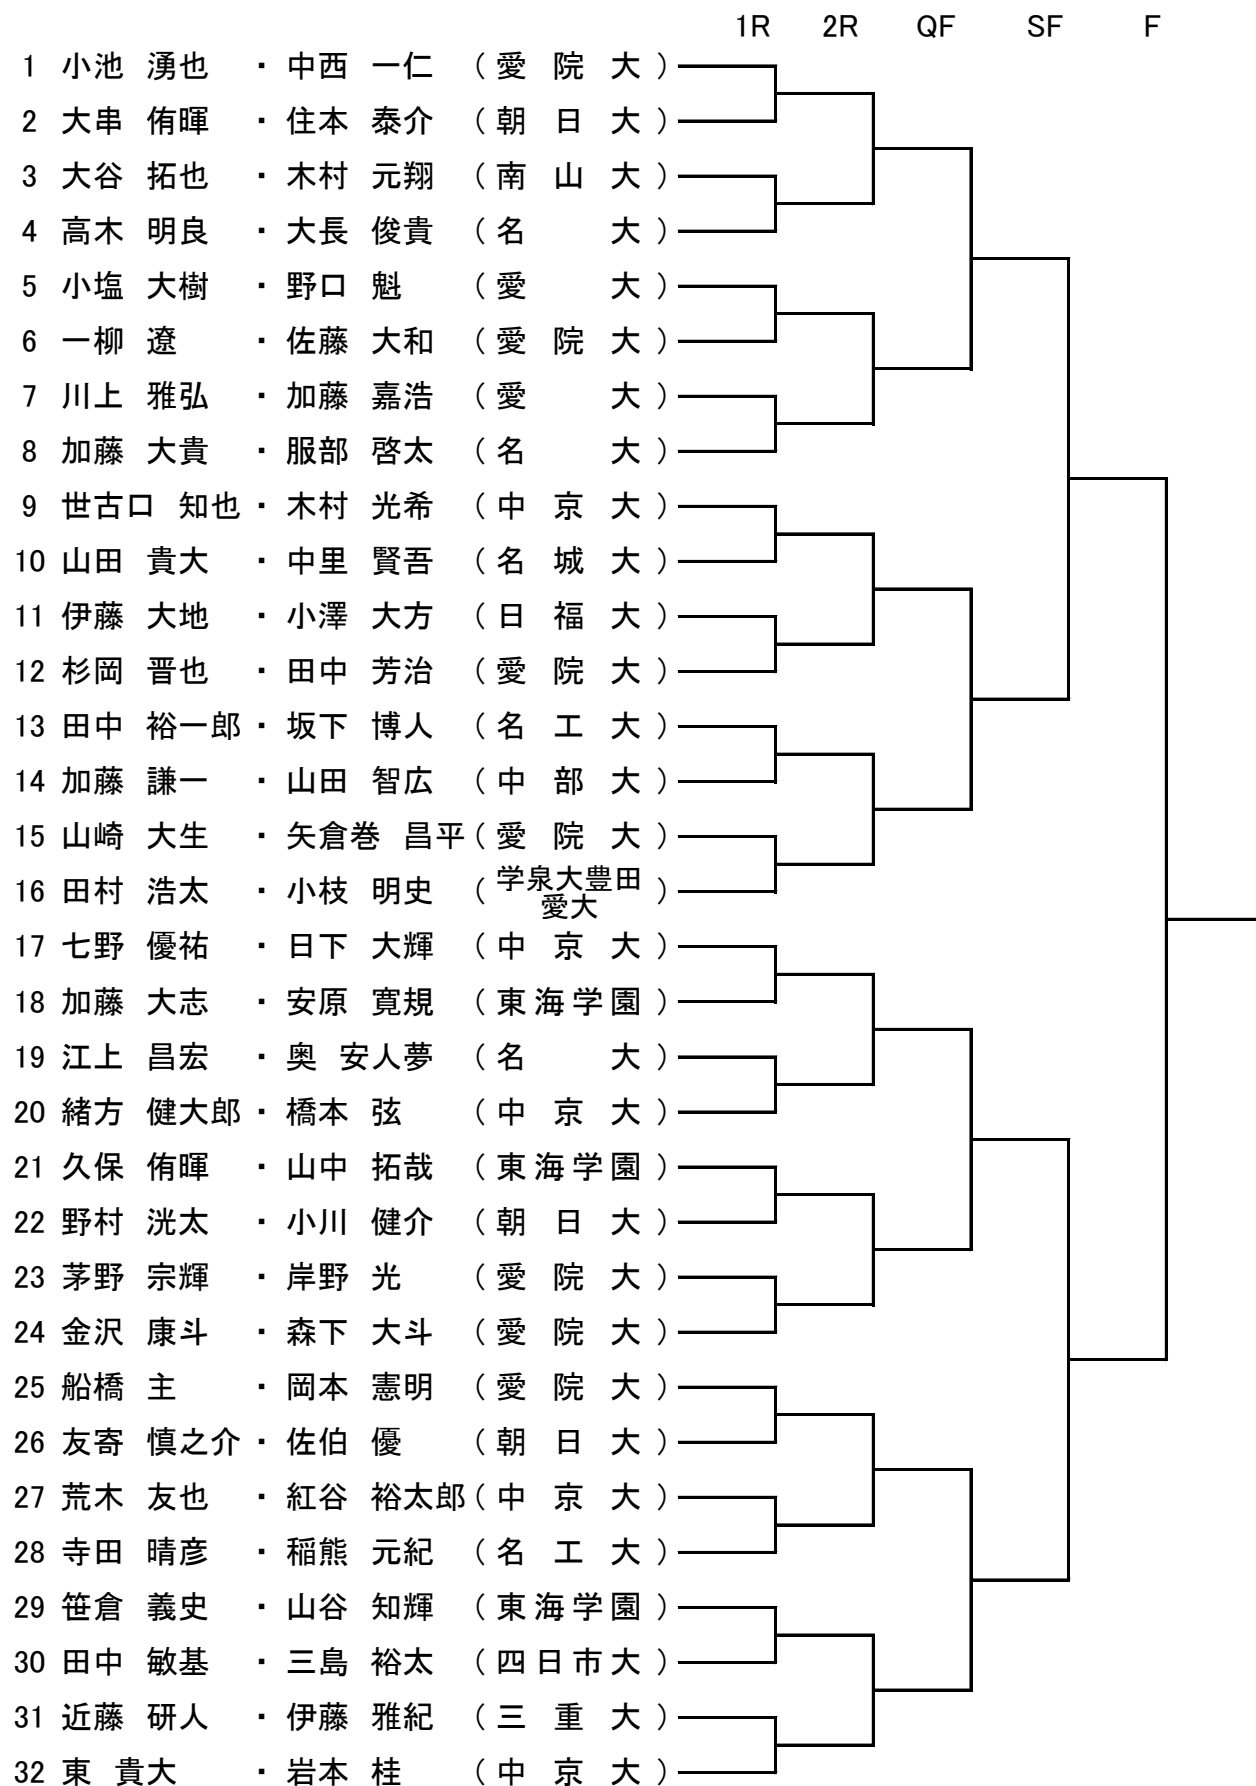 1R 2R QF SF F
1 小池 湧也 ・ 中西 一仁 （ 愛 院 大 ）
2 大串 侑暉 ・ 住本 泰介 （ 朝 日 大 ）
3 大谷 拓也 ・ 木村 元翔 （ 南 山 大 ）
4 高木 明良 ・ 大長 俊貴 （ 名 大 ）
5 小塩 大樹 ・ 野口 魁 （ 愛 大 ）
6 一柳 遼 ・ 佐藤 大和 （ 愛 院 大 ）
7 川上 雅弘 ・ 加藤 嘉浩 （ 愛 大 ）
8 加藤 大貴 ・ 服部 啓太 （ 名 大 ）
9 世古口 知也 ・ 木村 光希 （ 中 京 大 ）
10 山田 貴大 ・ 中里 賢吾 （ 名 城 大 ）
11 伊藤 大地 ・ 小澤 大方 （ 日 福 大 ）
12 杉岡 晋也 ・ 田中 芳治 （ 愛 院 大 ）
13 田中 裕一郎 ・ 坂下 博人 （ 名 工 大 ）
14 加藤 謙一 ・ 山田 智広 （ 中 部 大 ）
15 山崎 大生 ・ 矢倉巻 昌平 （ 愛 院 大 ）
16 田村 浩太 ・ 小枝 明史 （ 学泉大豊田
愛大 ）
17 七野 優祐 ・ 日下 大輝 （ 中 京 大 ）
18 加藤 大志 ・ 安原 寛規 （ 東海学園 ）
19 江上 昌宏 ・ 奥 安人夢 （ 名 大 ）
20 緒方 健大郎 ・ 橋本 弦 （ 中 京 大 ）
21 久保 侑暉 ・ 山中 拓哉 （ 東海学園 ）
22 野村 洸太 ・ 小川 健介 （ 朝 日 大 ）
23 茅野 宗輝 ・ 岸野 光 （ 愛 院 大 ）
24 金沢 康斗 ・ 森下 大斗 （ 愛 院 大 ）
25 船橋 主 ・ 岡本 憲明 （ 愛 院 大 ）
26 友寄 慎之介 ・ 佐伯 優 （ 朝 日 大 ）
27 荒木 友也 ・ 紅谷 裕太郎 （ 中 京 大 ）
28 寺田 晴彦 ・ 稲熊 元紀 （ 名 工 大 ）
29 笹倉 義史 ・ 山谷 知輝 （ 東海学園 ）
30 田中 敏基 ・ 三島 裕太 （ 四日市大 ）
31 近藤 研人 ・ 伊藤 雅紀 （ 三 重 大 ）
32 東 貴大 ・ 岩本 桂 （ 中 京 大 ）